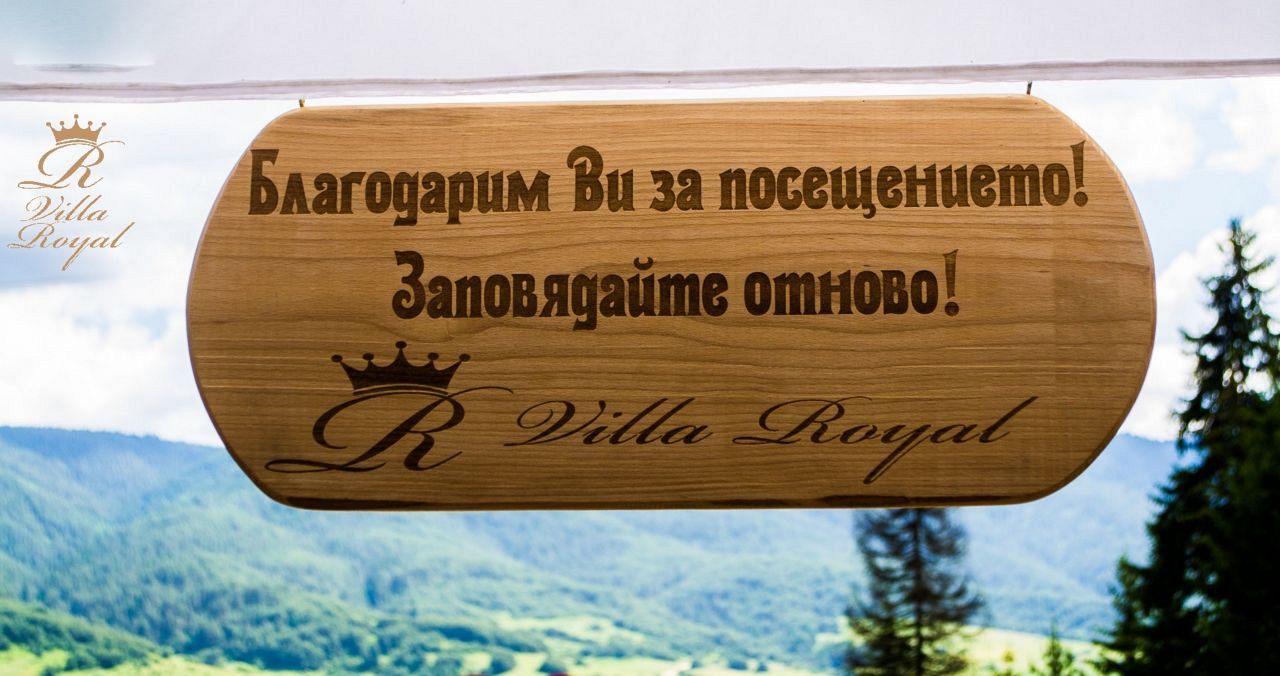 Благодарим Ви за посещението!
Заповядайте отново!
R Villa Royal
R
Villa
Royal